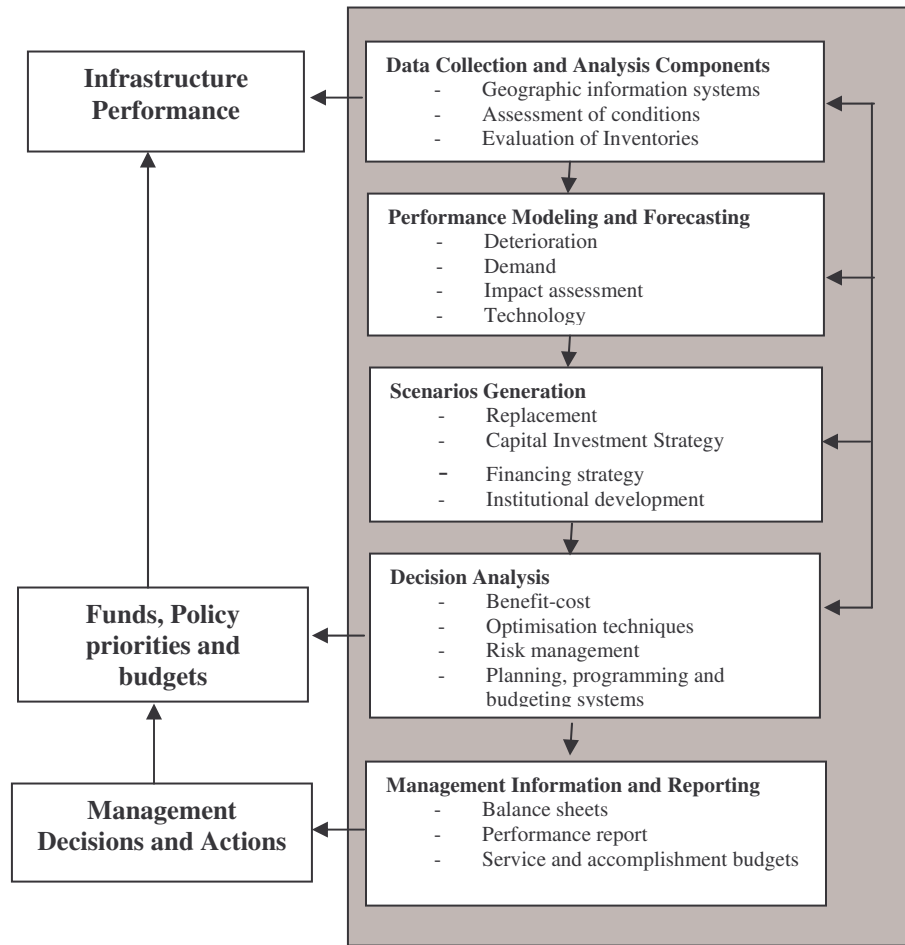 Infrastructure
Performance
Data Collection and Analysis Components
- Geographic information systems
- Assessment of conditions
- Evaluation of Inventories
Performance Modeling and Forecasting
- Deterioration
- Demand
- Impact assessment
- Technology
Scenarios Generation
- Replacement
- Capital Investment Strategy
- Financing strategy
- Institutional development
Funds, Policy
priorities and
budgets
Decision Analysis
- Benefit-cost
- Optimisation techniques
- Risk management
- Planning, programming and
budgeting systems
Management
Decisions and Actions
Management Information and Reporting
- Balance sheets
- Performance report
- Service and accomplishment budgets